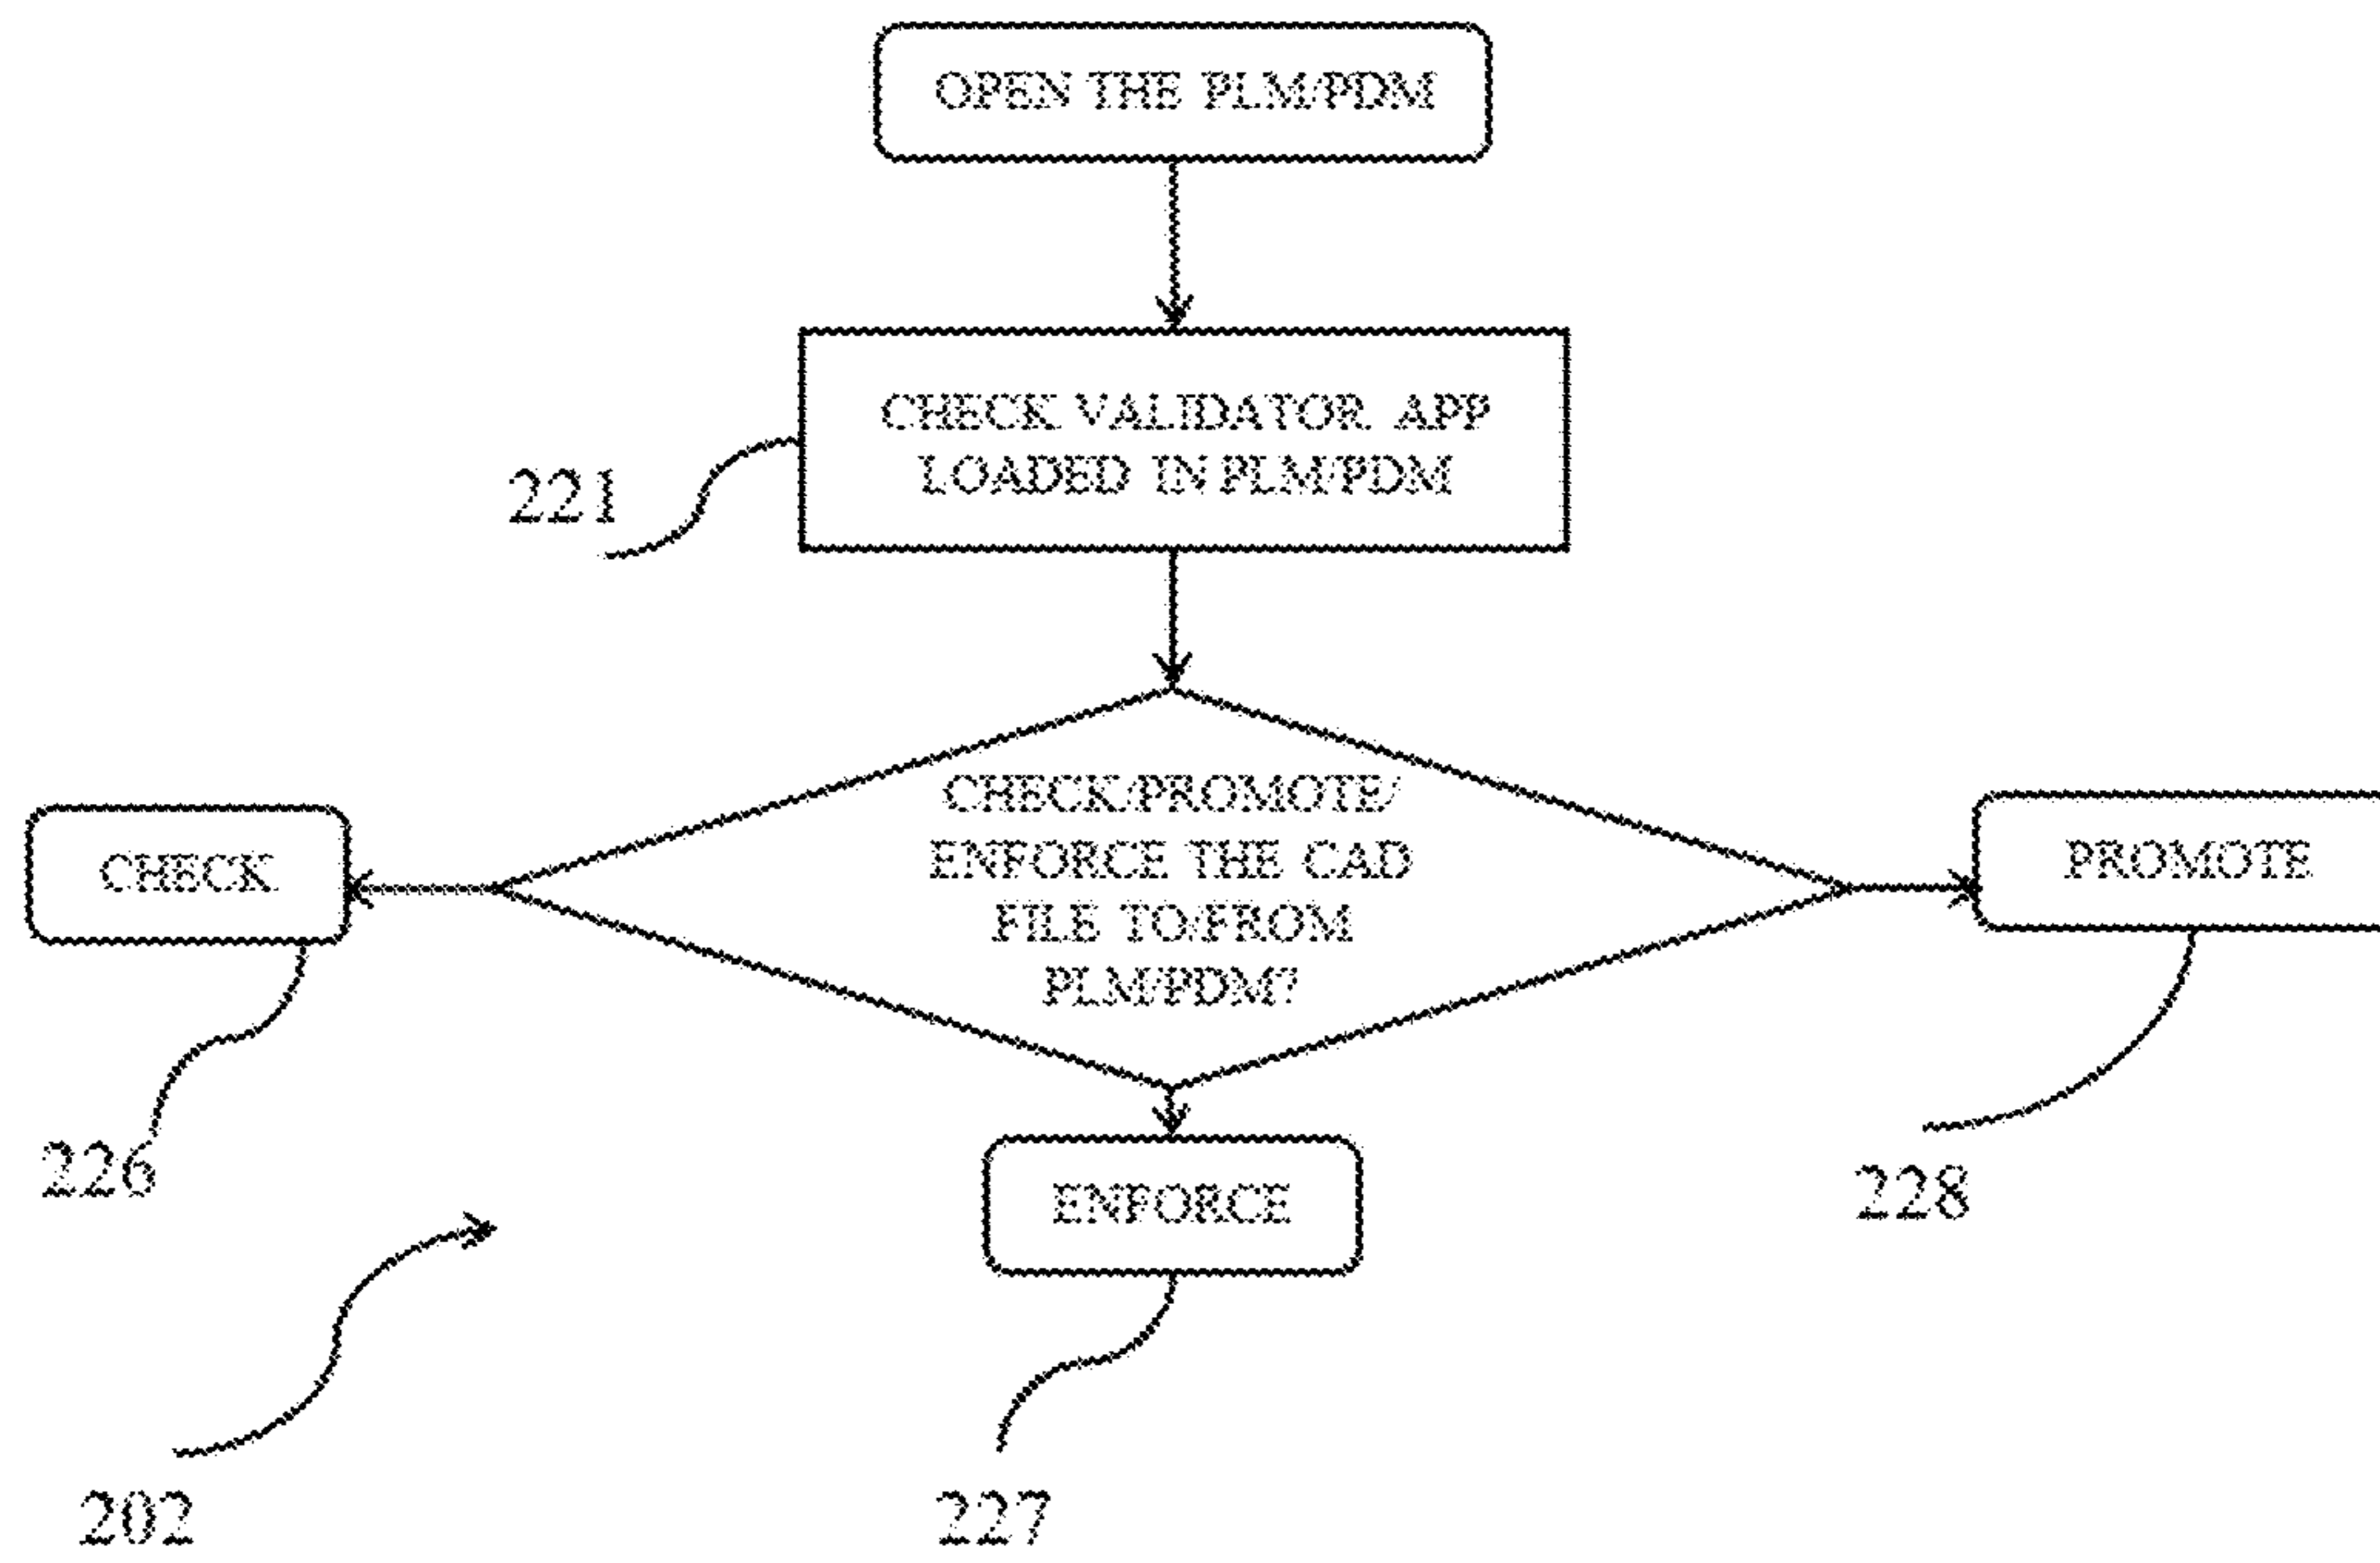 OPEN THE PLM/PDM
CHECK VALIDATOR APP
LOADED IN PLM/PDM
221
CHECK/PROMOTE/
ENFORCE THE CAD
FILE TO/FROM
PLM/PDM?
CHECK
PROMOTE
226
ENFORCE
228
202
227